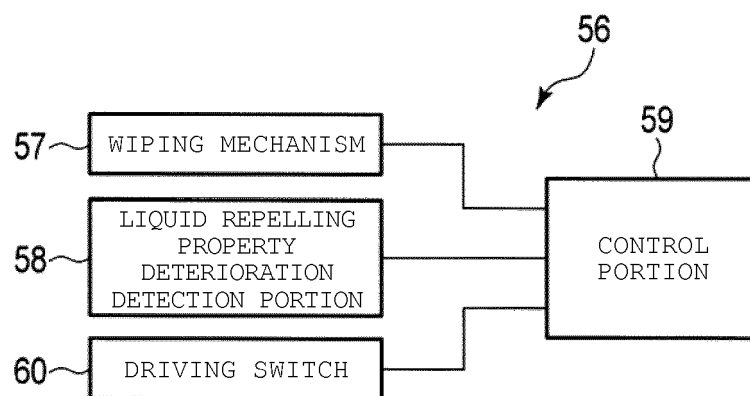 56
57
WIPING MECHANISM
59
58
LIQUID REPELLING
PROPERTY
DETERIORATION
DETECTION PORTION
CONTROL
PORTION
60
DRIVING SWITCH